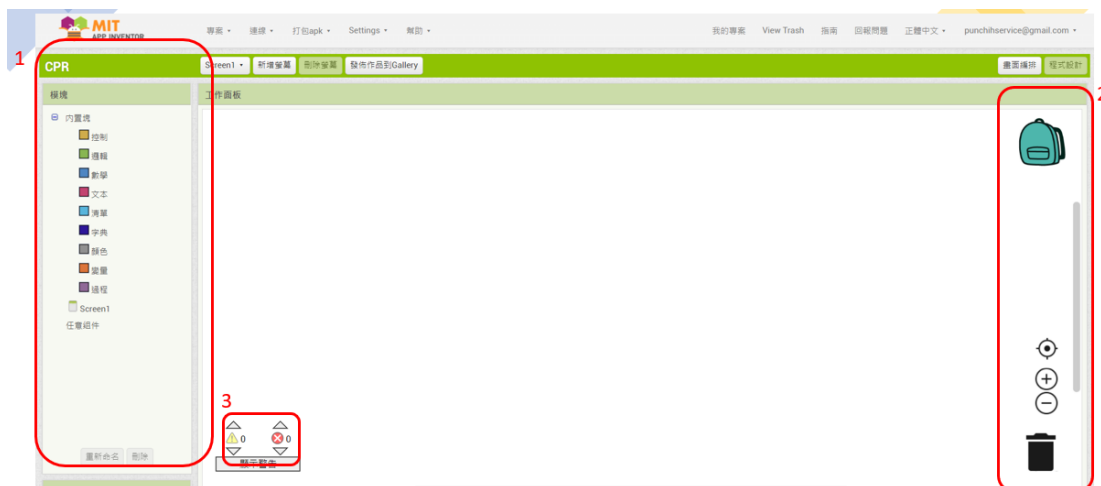 MIT
APP INVENTOR
專案 連線 打包apk Settings 幫助 我的專案 View Trash 指南 回報問題 正體中文 punchihservice@gmail.com
1
CPR Screen1 新增螢幕 刪除螢幕 發佈作品到Gallery 畫面編排 程式設計
2
模塊 工作面板
內置塊
控制
邏輯
數學
文本
清單
字典
顏色
變量
過程
Screen1
任意組件
3
0 0
顯示警告
重新命名 刪除